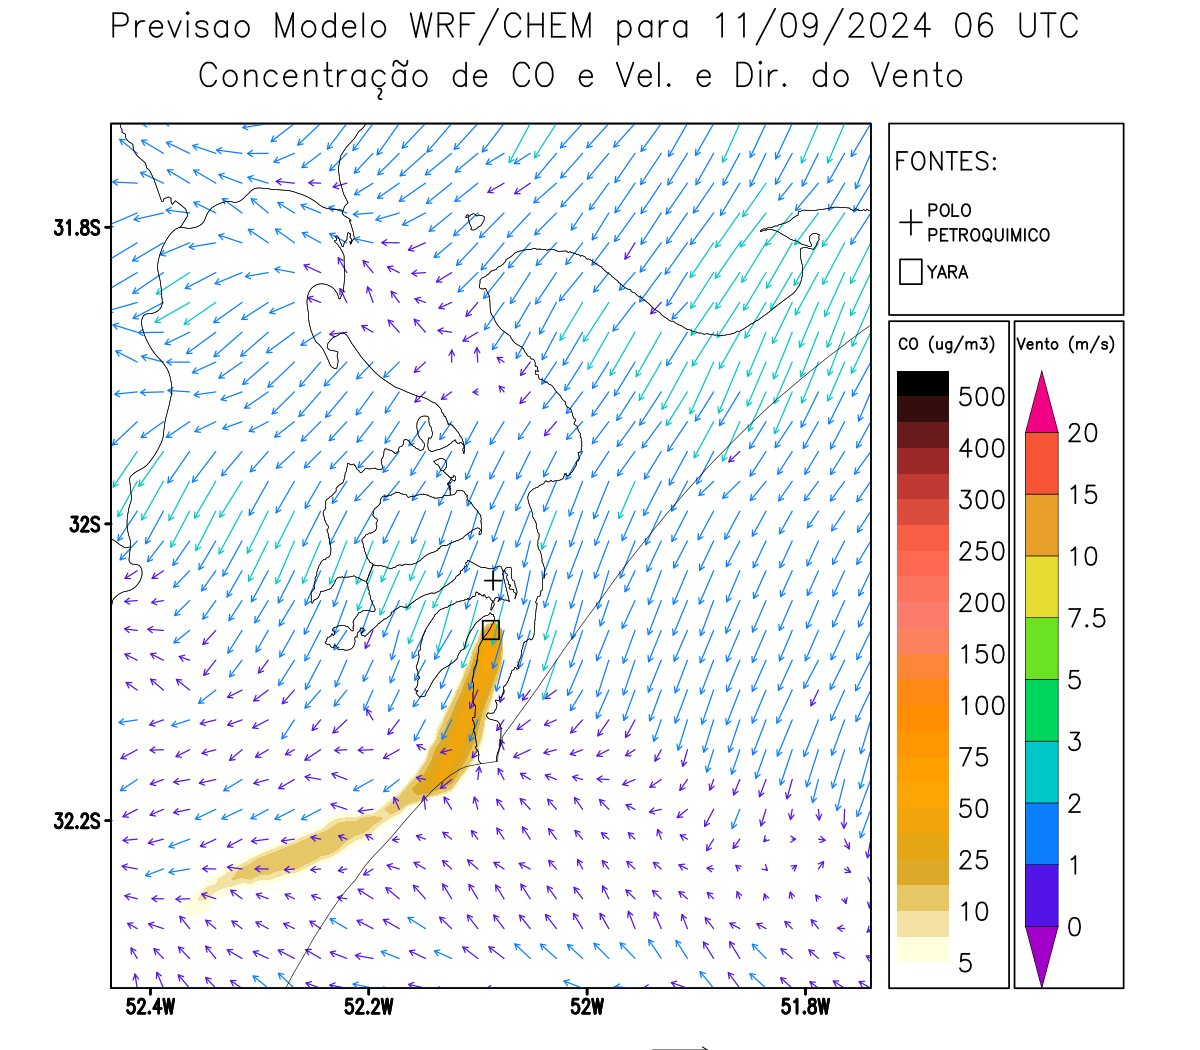 Previsao Modelo WRF/CHEM para 11/09/2024 06 UTC
Concentração de CO e Vel. e Dir. do Vento
FONTES:
POLO
PETROQUIMICO
YARA
CO (ug/m3)
500
400
300
250
200
150
100
75
50
25
10
5
Vento (m/s)
20
15
10
7.5
5
3
2
1
0
31.8S
32S
32.2S
52.4W
52.2W
52W
51.8W